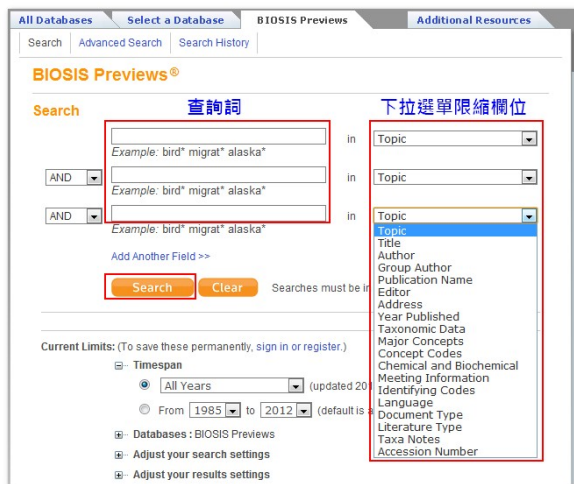 All Databases Select a Database BIOSIS Previews Additional Resources
Search Advanced Search Search History
BIOSIS Previews®
Search 查詢詞 下拉選單限縮欄位
in Topic
Example: bird* migrat* alaska*
AND in Topic
Example: bird* migrat* alaska*
AND in Topic
Example: bird* migrat* alaska*
Topic
Title
Author
Group Author
Publication Name
Editor
Address
Year Published
Taxonomic Data
Major Concepts
Concept Codes
Chemical and Biochemical
Meeting Information
Identifying Codes
Language
Document Type
Literature Type
Taxa Notes
Accession Number
Add Another Field >>
Search Clear Searches must be in
Current Limits: (To save these permanently, sign in or register.)
Timespan
All Years (updated 201
From 1985 to 2012 (default is a
Databases : BIOSIS Previews
Adjust your search settings
Adjust your results settings